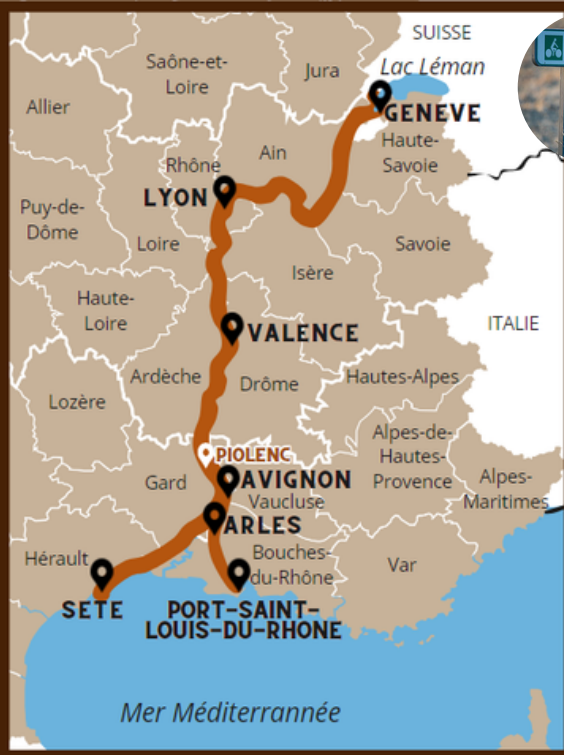 SUISSE
Saône-et-
Loire
Jura
Lac Léman
Allier
GENEVE
Haute-
Savoie
Ain
Rhône
LYON
Puy-de-
Dôme
Loire
Savoie
Isère
Haute-
Loire
VALENCE
ITALIE
Ardèche
Drôme
Hautes-Alpes
Lozère
Alpes-de-
Hautes-
Provence
PIOLENC
Gard
AVIGNON
Vaucluse
Alpes-
Maritimes
ARLES
Hérault
Bouches-
du-Rhône
Var
SETE
PORT-SAINT-
LOUIS-DU-RHONE
Mer Méditerrannée